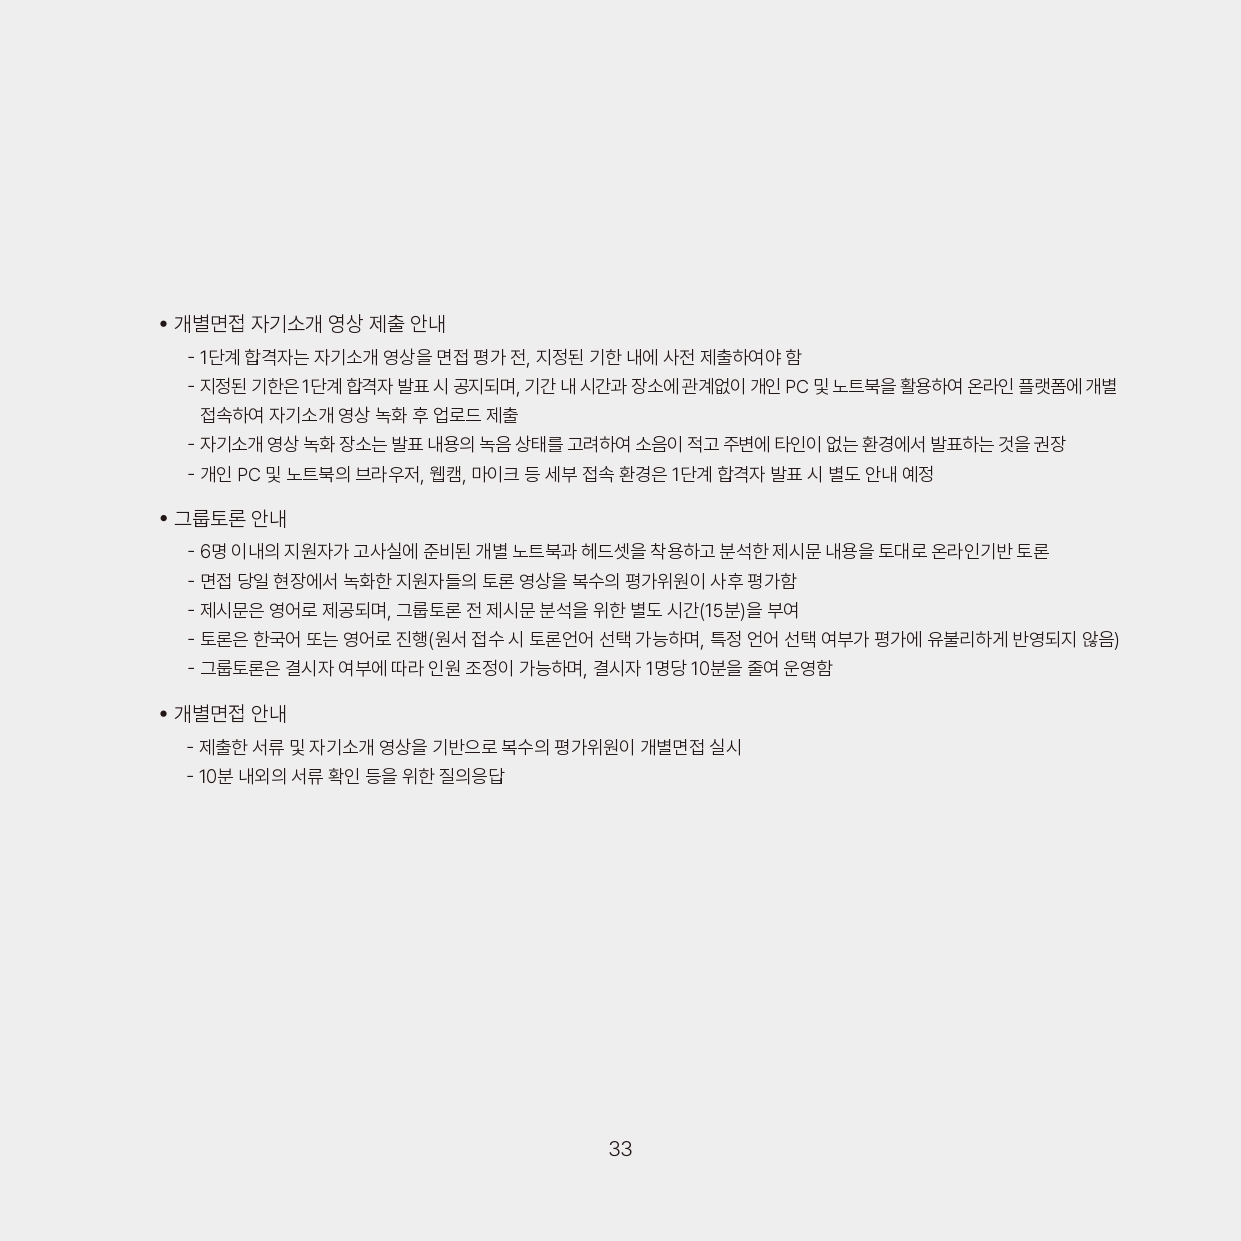 • 개별면접 자기소개 영상 제출 안내
- 1단계 합격자는 자기소개 영상을 면접 평가 전, 지정된 기한 내에 사전 제출하여야 함
- 지정된 기한은 1단계 합격자 발표 시 공지되며, 기간 내 시간과 장소에 관계없이 개인 PC 및 노트북을 활용하여 온라인 플랫폼에 개별
접속하여 자기소개 영상 녹화 후 업로드 제출
- 자기소개 영상 녹화 장소는 발표 내용의 녹음 상태를 고려하여 소음이 적고 주변에 타인이 없는 환경에서 발표하는 것을 권장
- 개인 PC 및 노트북의 브라우저, 웹캠, 마이크 등 세부 접속 환경은 1단계 합격자 발표 시 별도 안내 예정
• 그룹토론 안내
- 6명 이내의 지원자가 고사실에 준비된 개별 노트북과 헤드셋을 착용하고 분석한 제시문 내용을 토대로 온라인기반 토론
- 면접 당일 현장에서 녹화한 지원자들의 토론 영상을 복수의 평가위원이 사후 평가함
- 제시문은 영어로 제공되며, 그룹토론 전 제시문 분석을 위한 별도 시간(15분)을 부여
- 토론은 한국어 또는 영어로 진행(원서 접수 시 토론언어 선택 가능하며, 특정 언어 선택 여부가 평가에 유불리하게 반영되지 않음)
- 그룹토론은 결시자 여부에 따라 인원 조정이 가능하며, 결시자 1명당 10분을 줄여 운영함
• 개별면접 안내
- 제출한 서류 및 자기소개 영상을 기반으로 복수의 평가위원이 개별면접 실시
- 10분 내외의 서류 확인 등을 위한 질의응답
33